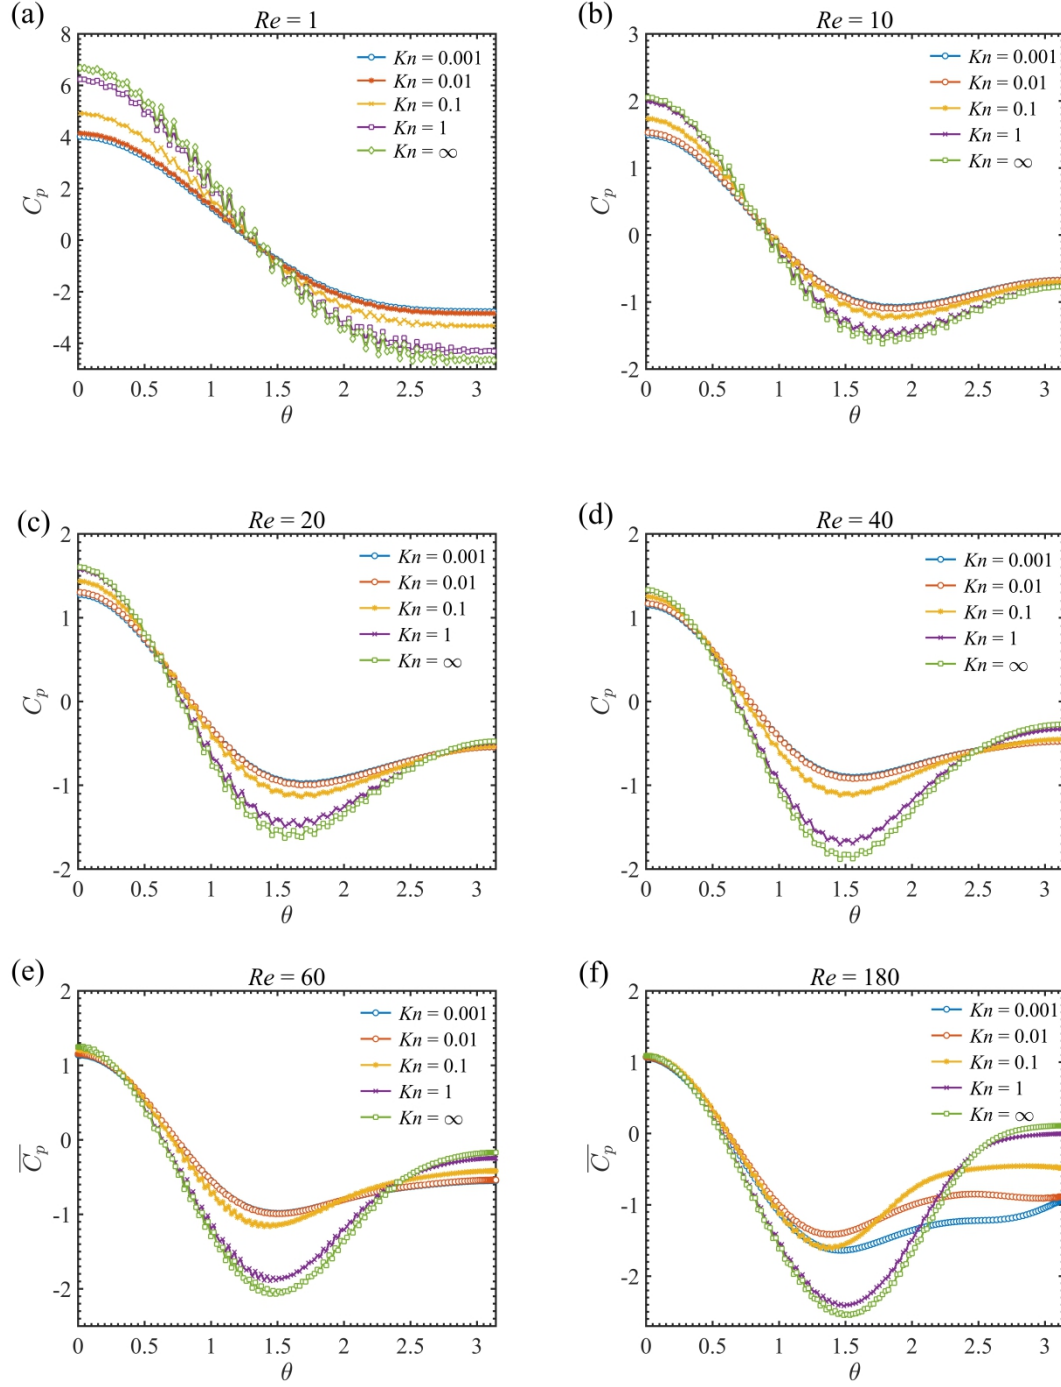 (a)
Re = 1
8
6
4
2
0
-2
-4
C_p
0 0.5 1 1.5 2 2.5 3
θ
Kn = 0.001
Kn = 0.01
Kn = 0.1
Kn = 1
Kn = ∞
(b)
Re = 10
3
2
1
0
-1
-2
C_p
0 0.5 1 1.5 2 2.5 3
θ
Kn = 0.001
Kn = 0.01
Kn = 0.1
Kn = 1
Kn = ∞
(c)
Re = 20
2
1
0
-1
-2
C_p
0 0.5 1 1.5 2 2.5 3
θ
Kn = 0.001
Kn = 0.01
Kn = 0.1
Kn = 1
Kn = ∞
(d)
Re = 40
2
1
0
-1
-2
C_p
0 0.5 1 1.5 2 2.5 3
θ
Kn = 0.001
Kn = 0.01
Kn = 0.1
Kn = 1
Kn = ∞
(e)
Re = 60
2
1
0
-1
-2
C̅_p
0 0.5 1 1.5 2 2.5 3
θ
Kn = 0.001
Kn = 0.01
Kn = 0.1
Kn = 1
Kn = ∞
(f)
Re = 180
2
1
0
-1
-2
C̅_p
0 0.5 1 1.5 2 2.5 3
θ
Kn = 0.001
Kn = 0.01
Kn = 0.1
Kn = 1
Kn = ∞